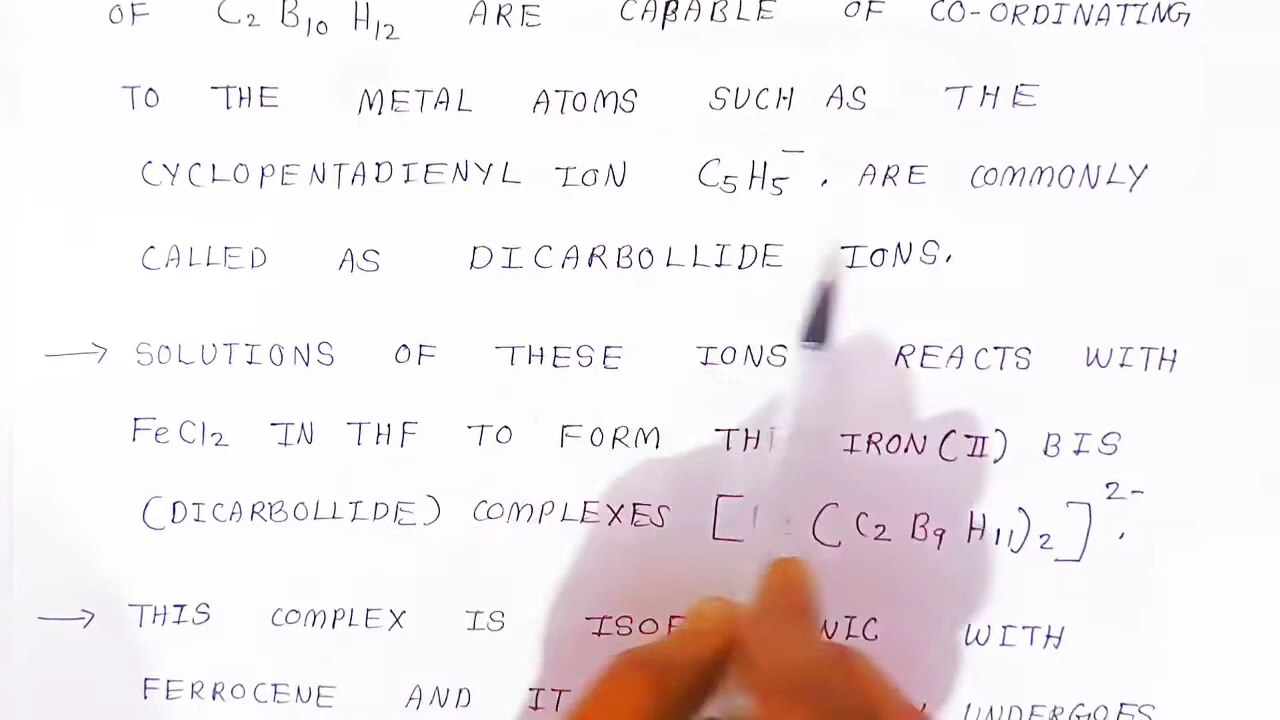 OF C2 B10 H12 ARE CAPABLE OF CO-ORDINATING
TO THE METAL ATOMS SUCH AS THE
CYCLOPENTADIENYL ION C5H5⁻. ARE COMMONLY
CALLED AS DICARBOLLIDE IONS.
→ SOLUTIONS OF THESE IONS REACTS WITH
FeCl2 IN THF TO FORM IRON(II) BIS
(DICARBOLLIDE) COMPLEXES [ (C2 B9 H11)2]²⁻.
→ THIS COMPLEX IS WITH
FERROCENE AND IT UNDERGOES